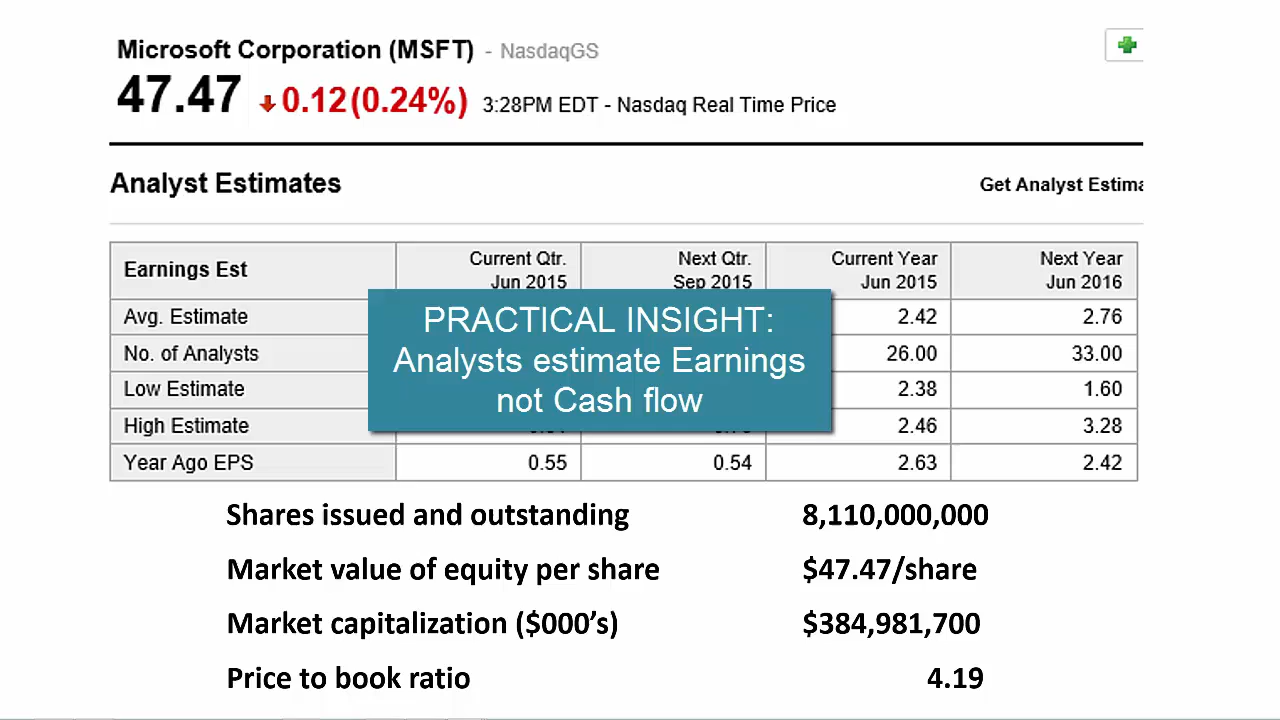 Microsoft Corporation (MSFT) - NasdaqGS
47.47 0.12(0.24%) 3:28PM EDT - Nasdaq Real Time Price
Analyst Estimates Get Analyst Estima
Earnings Est Current Qtr. Jun 2015 Next Qtr. Sep 2015 Current Year Jun 2015 Next Year Jun 2016
PRACTICAL INSIGHT:
Analysts estimate Earnings
not Cash flow
Avg. Estimate 2.42 2.76
No. of Analysts 26.00 33.00
Low Estimate 2.38 1.60
High Estimate 2.46 3.28
Year Ago EPS 0.55 0.54 2.63 2.42
Shares issued and outstanding 8,110,000,000
Market value of equity per share $47.47/share
Market capitalization ($000’s) $384,981,700
Price to book ratio 4.19